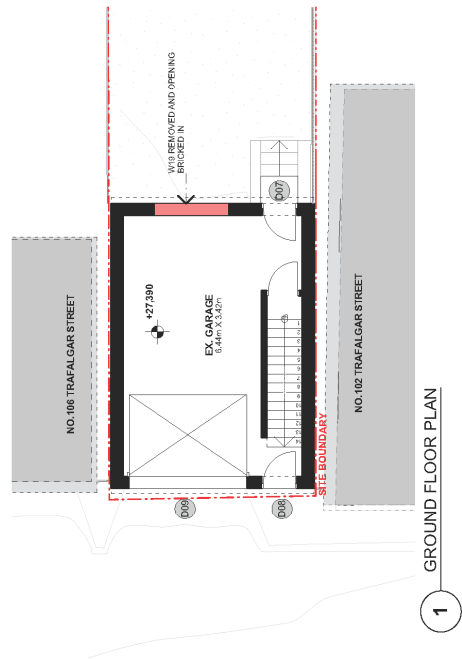 W19 REMOVED AND OPENING
BRICKED IN
D07
NO.106 TRAFALGAR STREET
+27,390
EX. GARAGE
6.44m X 3.42m
NO.102 TRAFALGAR STREET
SITE BOUNDARY
D09
D08
1
GROUND FLOOR PLAN